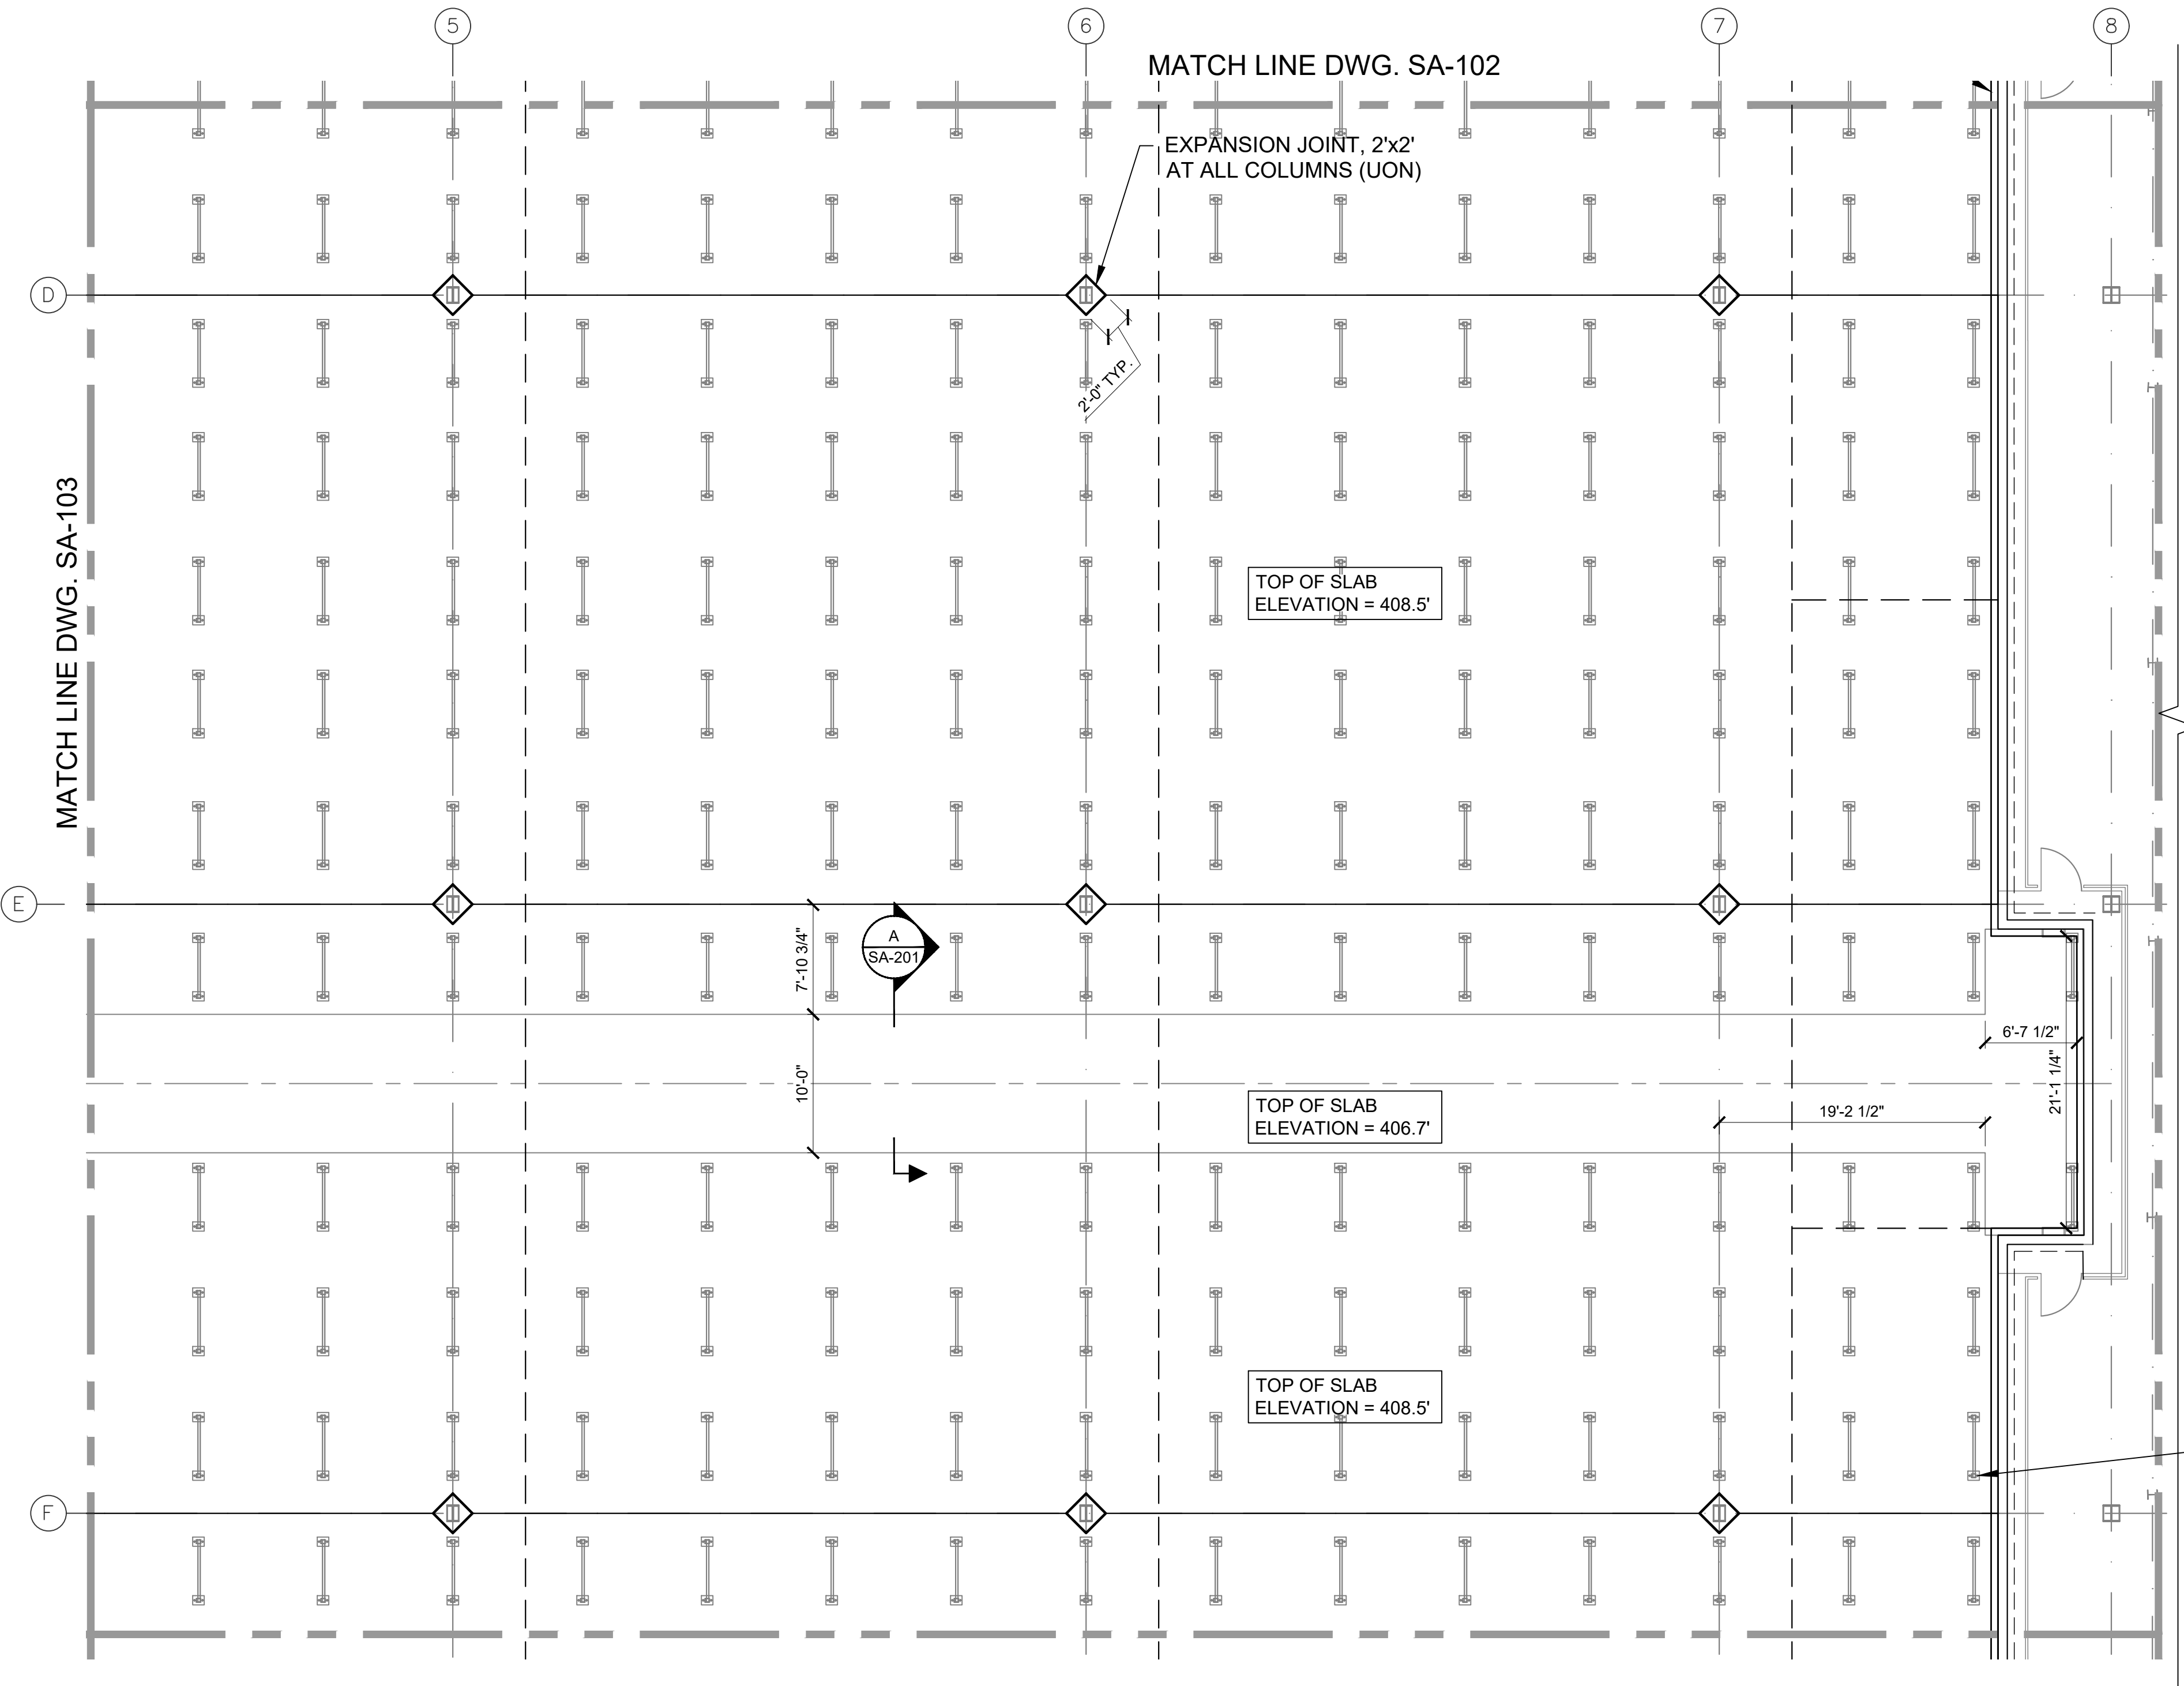 5
6
7
8
MATCH LINE DWG. SA-102
EXPANSION JOINT, 2'x2'
AT ALL COLUMNS (UON)
D
2'-0" TYP.
MATCH LINE DWG. SA-103
TOP OF SLAB
ELEVATION = 408.5'
E
7'-10 3/4"
A
SA-201
6'-7 1/2"
21'-1 1/4"
10'-0"
TOP OF SLAB
ELEVATION = 406.7'
19'-2 1/2"
TOP OF SLAB
ELEVATION = 408.5'
F